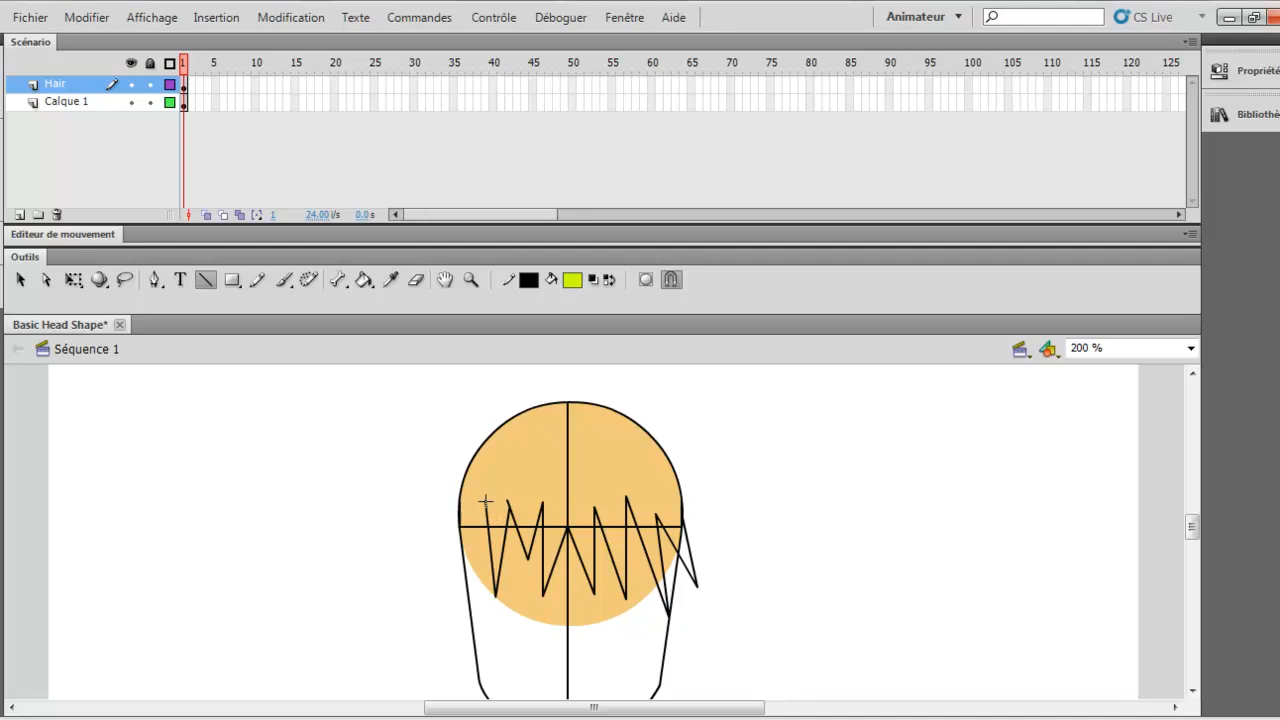 Fichier Modifier Affichage Insertion Modification Texte Commandes Contrôle Déboguer Fenêtre Aide Animateur CS Live
Scénario
1 5 10 15 20 25 30 35 40 45 50 55 60 65 70 75 80 85 90 95 100 105 110 115 120 125
Hair
Calque 1
1 24.00 i/s 0.0 s
Editeur de mouvement
Outils
Basic Head Shape*
Séquence 1 200 %
Propriété
Bibliothè